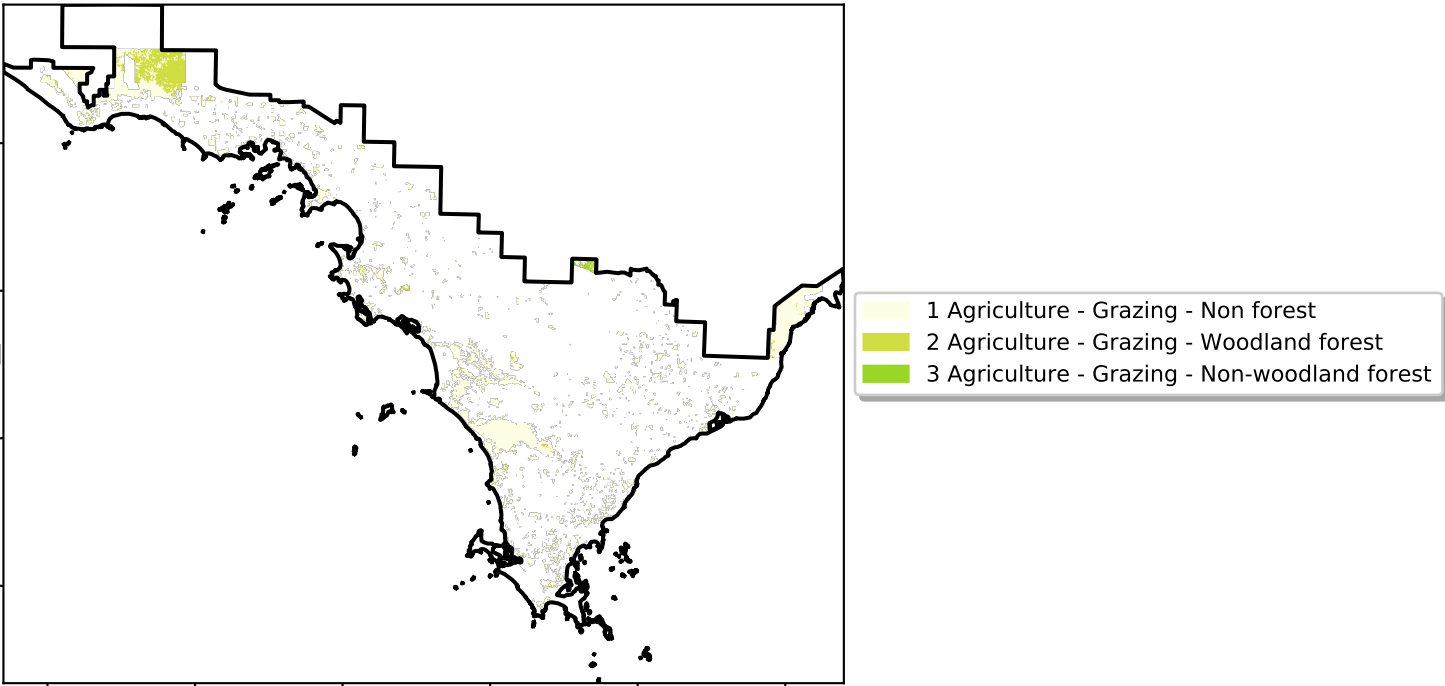 1 Agriculture - Grazing - Non forest
2 Agriculture - Grazing - Woodland forest
3 Agriculture - Grazing - Non-woodland forest